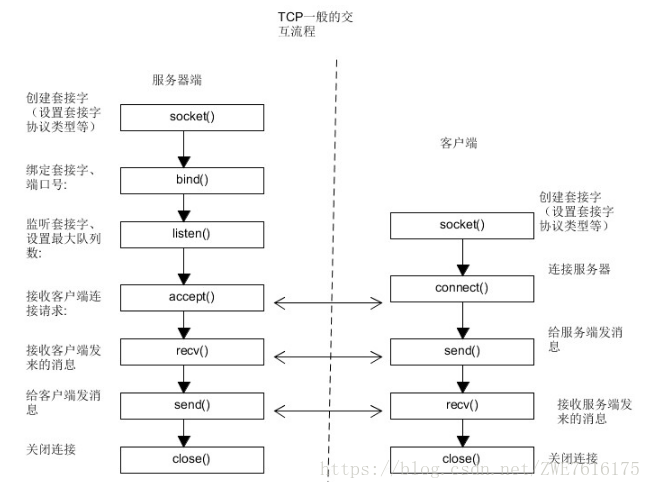 TCP一般的交
互流程
服务器端
创建套接字
（设置套接字
协议类型等）
socket()
绑定套接字、
端口号:
bind()
监听套接字、
设置最大队列
数:
listen()
接收客户端连
接请求:
accept()
接收客户端发
来的消息
recv()
给客户端发消
息
send()
关闭连接
close()
客户端
创建套接字
（设置套接字
协议类型等）
socket()
连接服务器
connect()
给服务端发消
息
send()
接收服务端发
来的消息
recv()
关闭连接
close()
https://blog.csdn.net/ZWE7616175